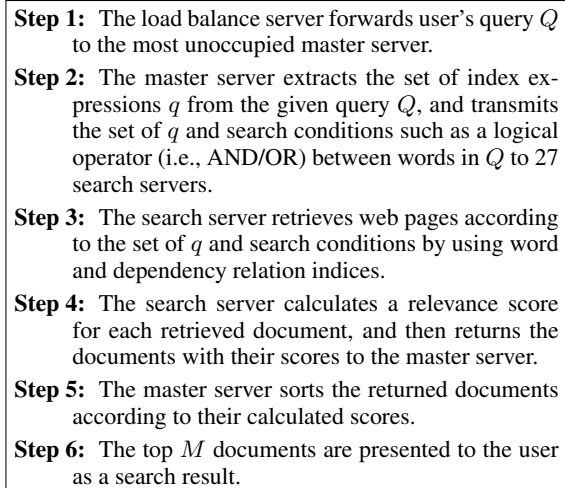 Step 1: The load balance server forwards user's query Q
to the most unoccupied master server.
Step 2: The master server extracts the set of index ex-
pressions q from the given query Q, and transmits
the set of q and search conditions such as a logical
operator (i.e., AND/OR) between words in Q to 27
search servers.
Step 3: The search server retrieves web pages according
to the set of q and search conditions by using word
and dependency relation indices.
Step 4: The search server calculates a relevance score
for each retrieved document, and then returns the
documents with their scores to the master server.
Step 5: The master server sorts the returned documents
according to their calculated scores.
Step 6: The top M documents are presented to the user
as a search result.